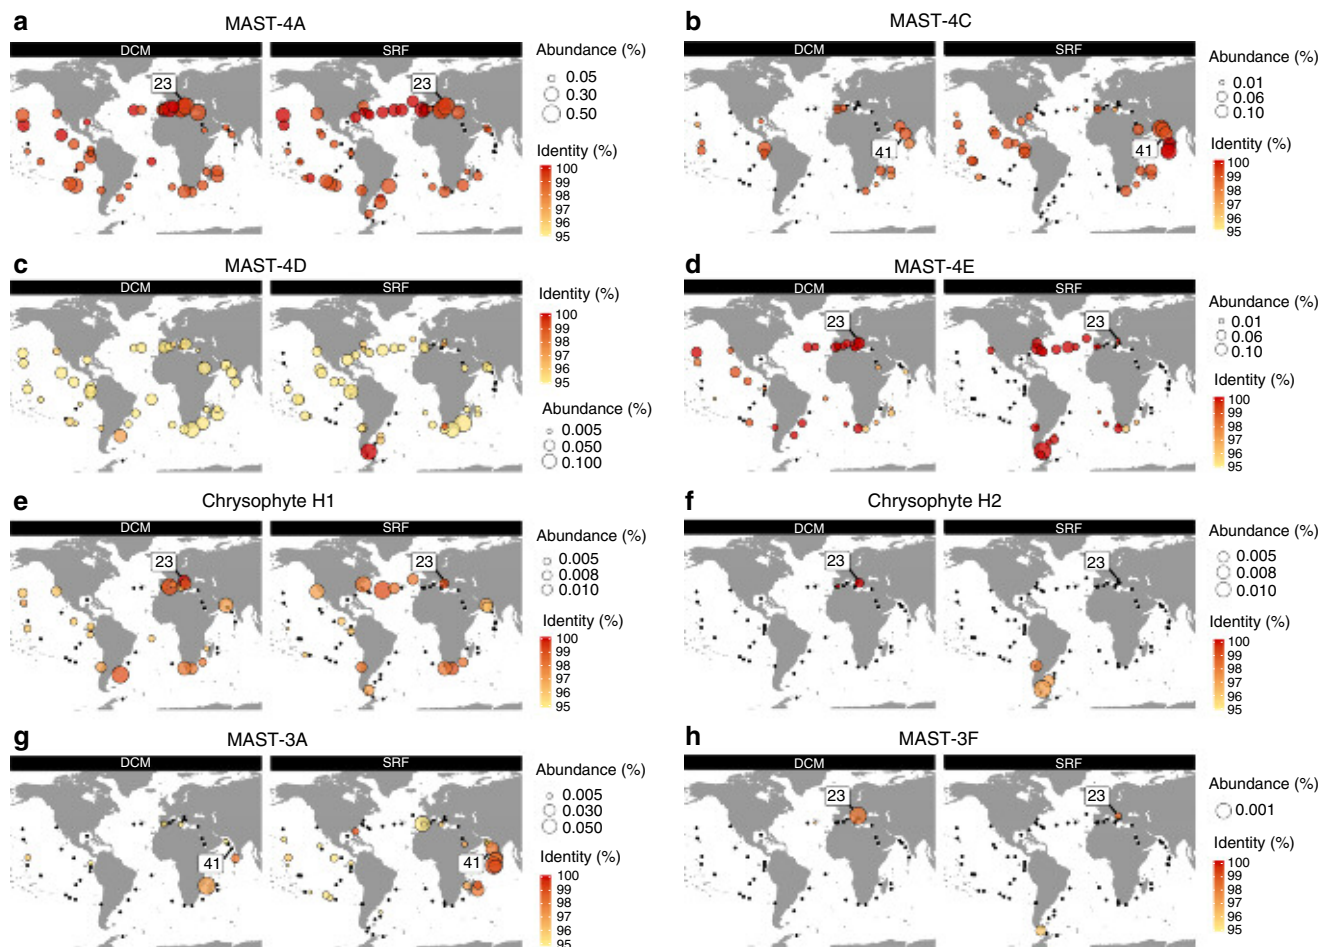 a
MAST-4A
DCM
SRF
23
23
Abundance (%)
0.05
0.30
0.50
Identity (%)
100
99
98
97
96
95
b
MAST-4C
DCM
SRF
41
41
Abundance (%)
0.01
0.06
0.10
Identity (%)
100
99
98
97
96
95
c
MAST-4D
DCM
SRF
Identity (%)
100
99
98
97
96
95
Abundance (%)
0.005
0.050
0.100
d
MAST-4E
DCM
SRF
23
23
Abundance (%)
0.01
0.06
0.10
Identity (%)
100
99
98
97
96
95
e
Chrysophyte H1
DCM
SRF
23
23
Abundance (%)
0.005
0.008
0.010
Identity (%)
100
99
98
97
96
95
f
Chrysophyte H2
DCM
SRF
23
23
Abundance (%)
0.005
0.008
0.010
Identity (%)
100
99
98
97
96
95
g
MAST-3A
DCM
SRF
41
41
Abundance (%)
0.005
0.030
0.050
Identity (%)
100
99
98
97
96
95
h
MAST-3F
DCM
SRF
23
23
Abundance (%)
0.001
Identity (%)
100
99
98
97
96
95